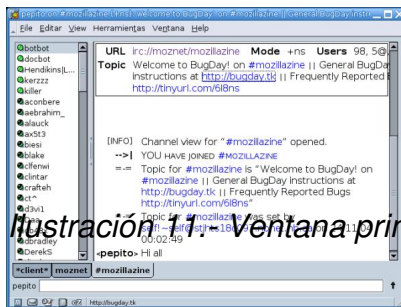 pepito on #mozillazine (+ns): Welcome to BugDay! on #mozillazine || General BugDay instr
File Editar View Herramientas Ventana Help
URL irc://moznet/mozillazine Mode +ns Users 98, 5@,
Topic Welcome to BugDay! on #mozillazine || General BugDay
instructions at http://bugday.tk || Frequently Reported B
http://tinyurl.com/6l8ns
botbot
docbot
Hendikins|L...
kerzzz
qkiller
aconbere
aebrahim_
alauck
ax5t3
biesi
blake
clfenwi
clintar
crafteh
ct^
d3vi1
dbradley
DerekS
[INFO] Channel view for "#mozillazine" opened.
-->| YOU HAVE JOINED #MOZILLAZINE
=-= Topic for #mozillazine is "Welcome to BugDay! on
#mozillazine || General BugDay instructions at
http://bugday.tk || Frequently Reported Bugs
http://tinyurl.com/6l8ns"
=-= Topic for #mozillazine was set by
00:02:49
<pepito> Hi all
Ilustración 11.- Ventana prin
*client* moznet #mozillazine
pepito
http://bugday.tk